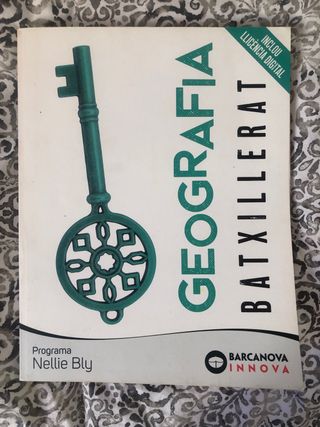 INCLOU
LLICÈNCIA DIGITAL
GEOGRAFIA
BATXILLERAT
Programa
Nellie Bly
BARCANOVA
INNOVA